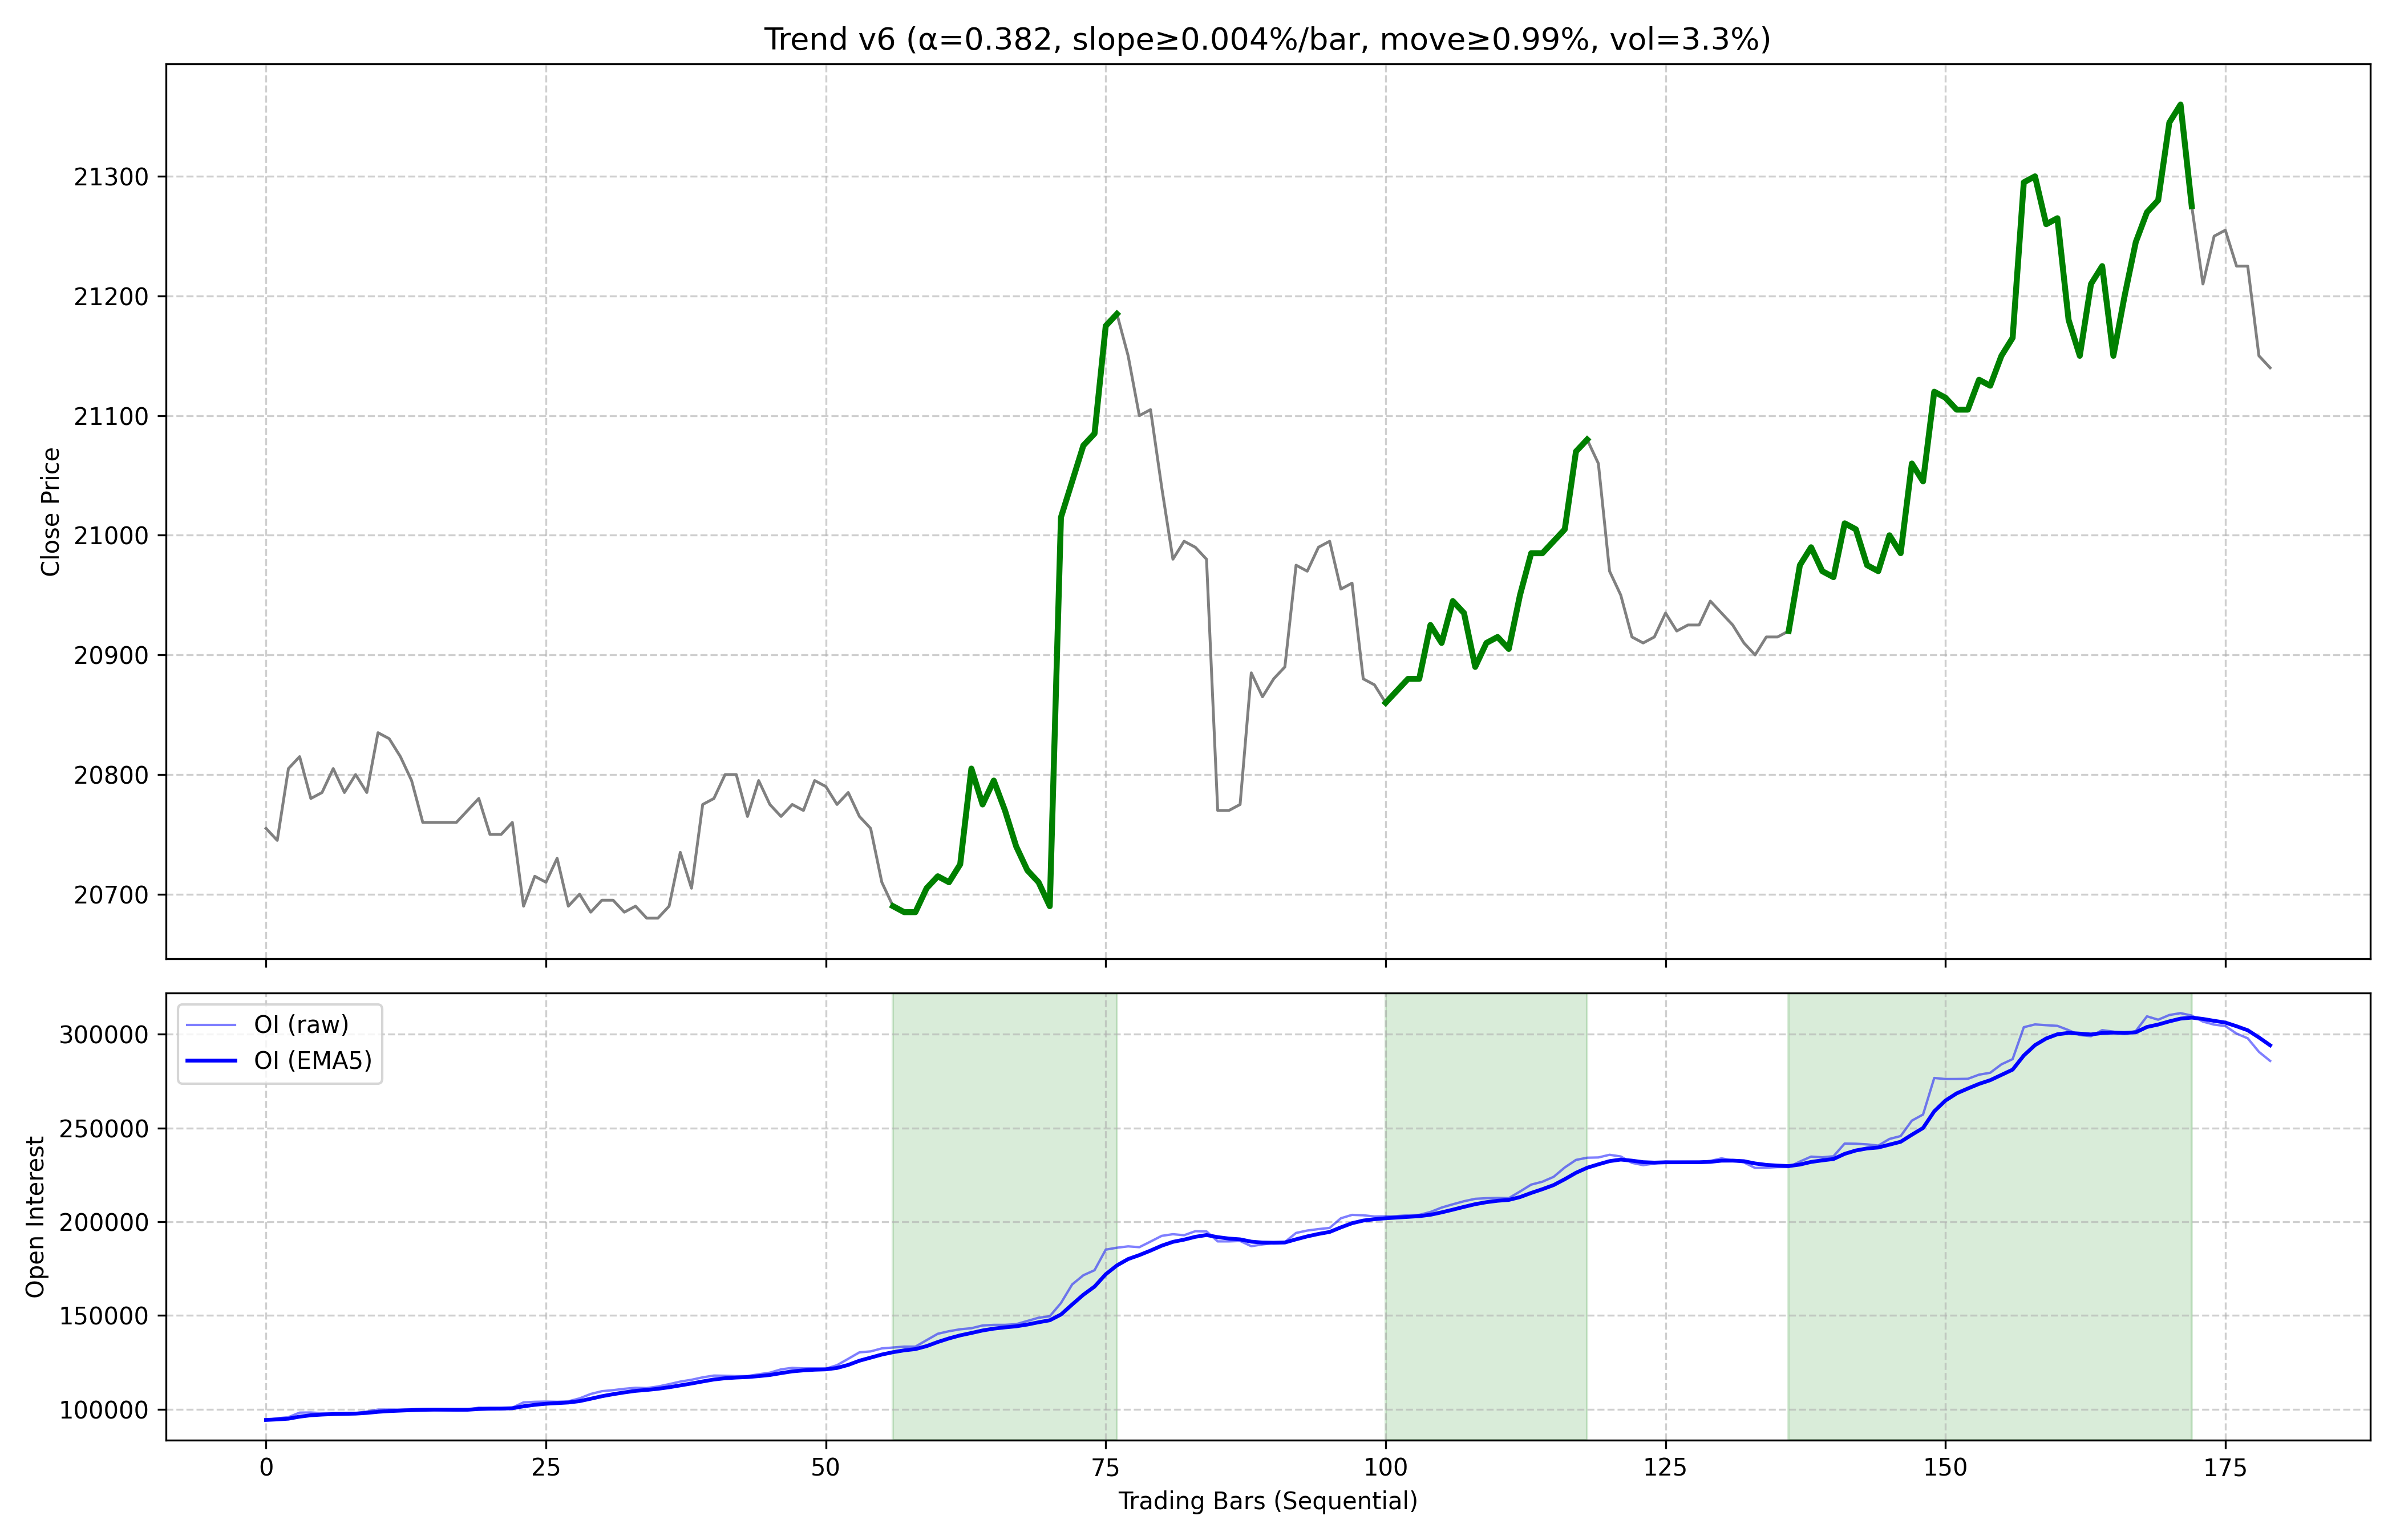 Trend v6 (α=0.382, slope≥0.004%/bar, move≥0.99%, vol=3.3%)
Close Price
21300
21200
21100
21000
20900
20800
20700
OI (raw)
OI (EMA5)
Open Interest
300000
250000
200000
150000
100000
0 25 50 75 100 125 150 175
Trading Bars (Sequential)